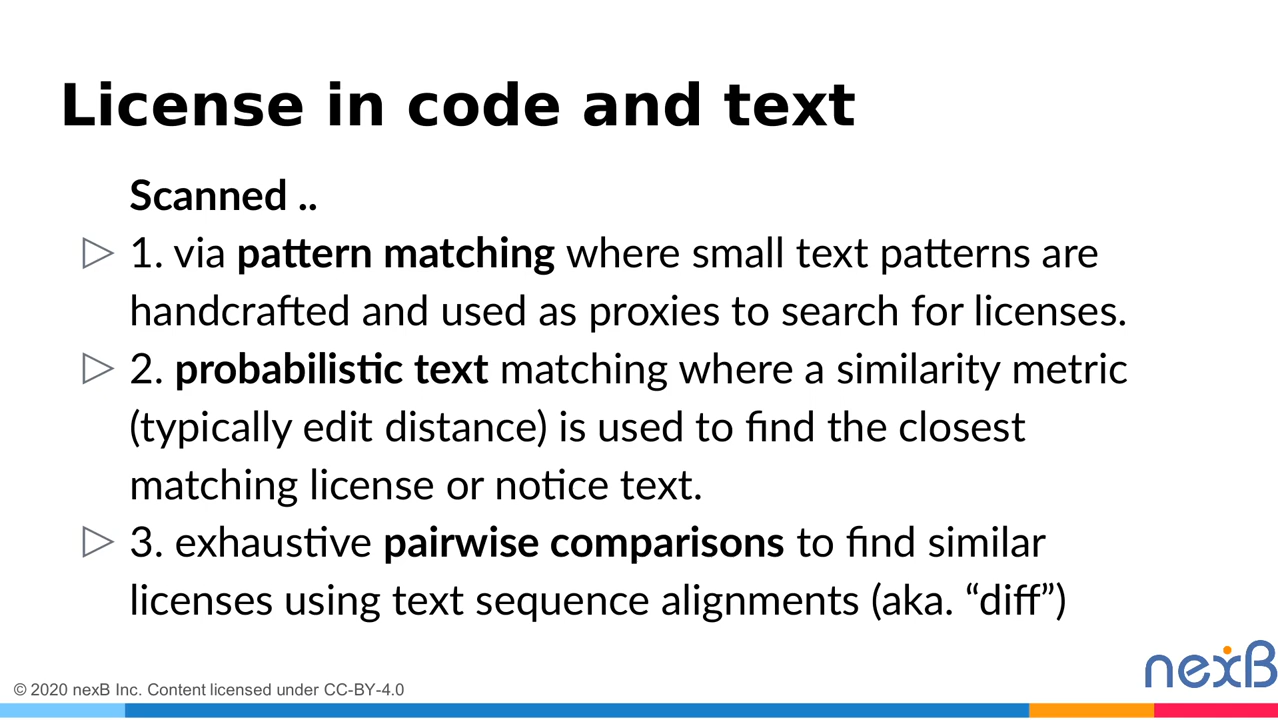 License in code and text
Scanned ..
1. via pattern matching where small text patterns are
handcrafted and used as proxies to search for licenses.
2. probabilistic text matching where a similarity metric
(typically edit distance) is used to find the closest
matching license or notice text.
3. exhaustive pairwise comparisons to find similar
licenses using text sequence alignments (aka. “diff”)
nexB
© 2020 nexB Inc. Content licensed under CC-BY-4.0